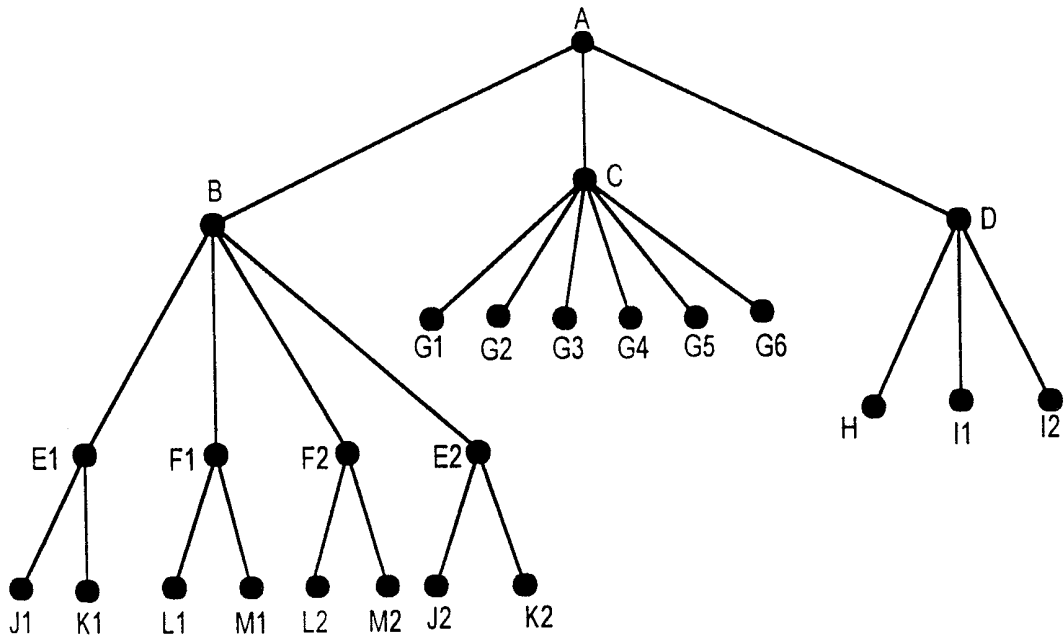 A
B
C
D
G1 G2 G3 G4 G5 G6
H I1 I2
E1 F1 F2 E2
J1 K1 L1 M1 L2 M2 J2 K2